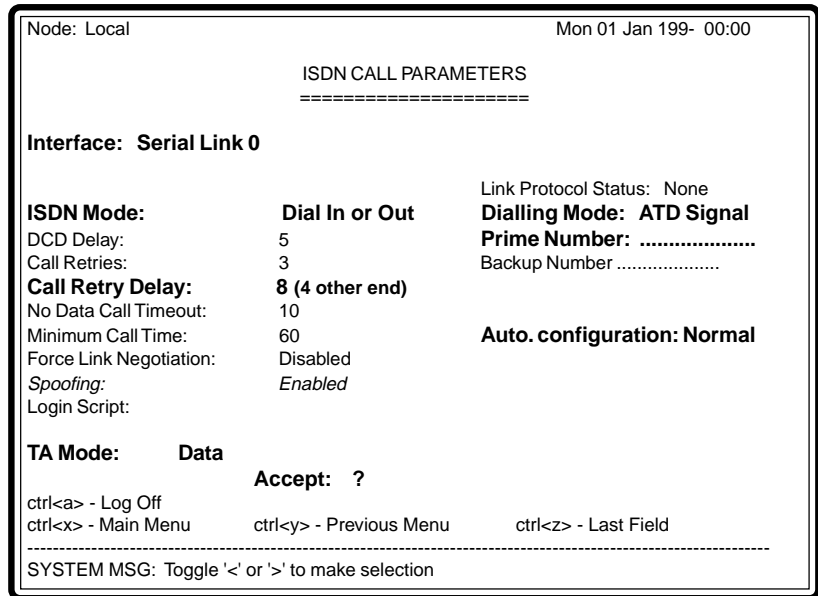 Node: Local Mon 01 Jan 199- 00:00
ISDN CALL PARAMETERS
======================
Interface: Serial Link 0
Link Protocol Status: None
ISDN Mode: Dial In or Out Dialling Mode: ATD Signal
DCD Delay: 5 Prime Number: ....................
Call Retries: 3 Backup Number ....................
Call Retry Delay: 8 (4 other end)
No Data Call Timeout: 10
Minimum Call Time: 60 Auto. configuration: Normal
Force Link Negotiation: Disabled
Spoofing: Enabled
Login Script:
TA Mode: Data
Accept: ?
ctrl<a> - Log Off
ctrl<x> - Main Menu ctrl<y> - Previous Menu ctrl<z> - Last Field
--------------------------------------------------------------------------------------------------------------------
SYSTEM MSG: Toggle '<' or '>' to make selection